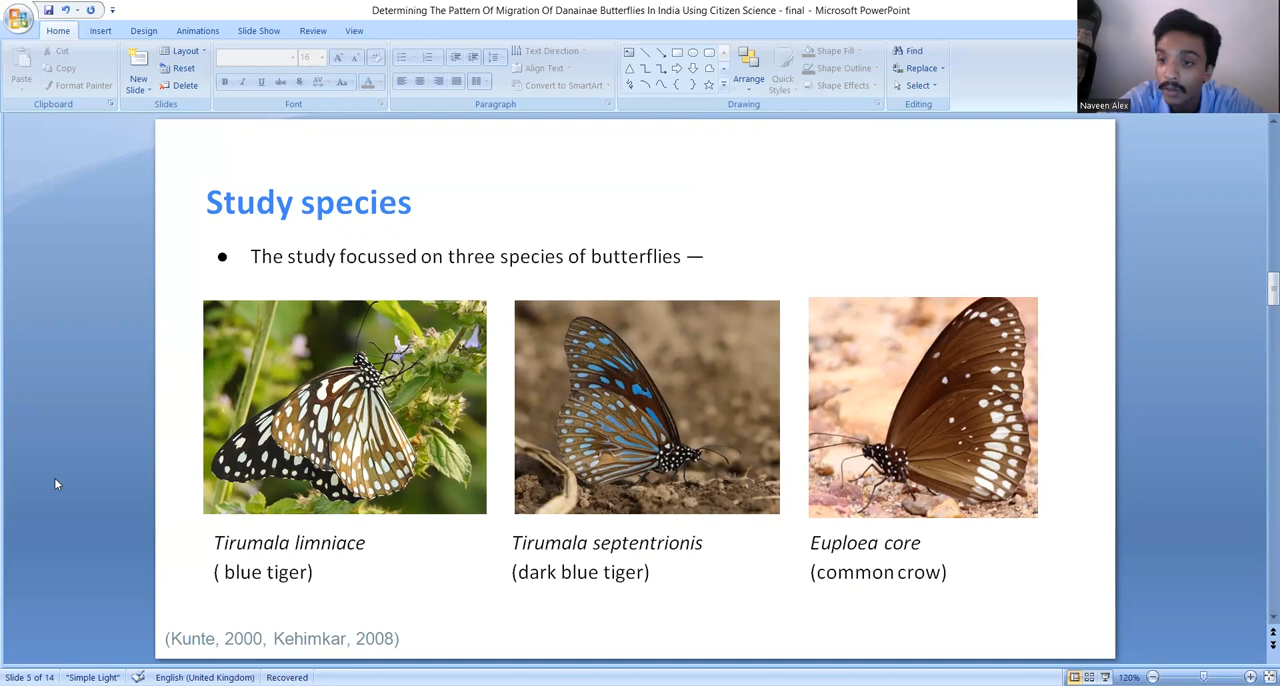 Determining The Pattern Of Migration Of Danainae Butterflies In India Using Citizen Science - final - Microsoft PowerPoint
Home Insert Design Animations Slide Show Review View
Paste
Cut
Copy
Format Painter
Clipboard
New Slide
Layout
Reset
Delete
Slides
16
B I U S abc AV Aa A
Font
Text Direction
Align Text
Convert to SmartArt
Paragraph
Arrange
Quick Styles
Shape Fill
Shape Outline
Shape Effects
Drawing
Find
Replace
Select
Editing
Naveen Alex
Study species
● The study focussed on three species of butterflies —
Tirumala limniace
( blue tiger)
Tirumala septentrionis
(dark blue tiger)
Euploea core
(common crow)
(Kunte, 2000, Kehimkar, 2008)
Slide 5 of 14 "Simple Light" English (United Kingdom) Recovered 120%